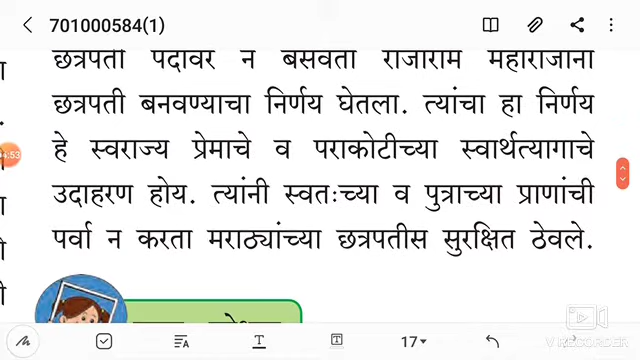 701000584(1)
छत्रपती पदावर न बसवता राजाराम महाराजांना
छत्रपती बनवण्याचा निर्णय घेतला. त्यांचा हा निर्णय
हे स्वराज्य प्रेमाचे व पराकोटीच्या स्वार्थत्यागाचे
उदाहरण होय. त्यांनी स्वतःच्या व पुत्राच्या प्राणांची
पर्वा न करता मराठ्यांच्या छत्रपतीस सुरक्षित ठेवले.
17
V RECORDER